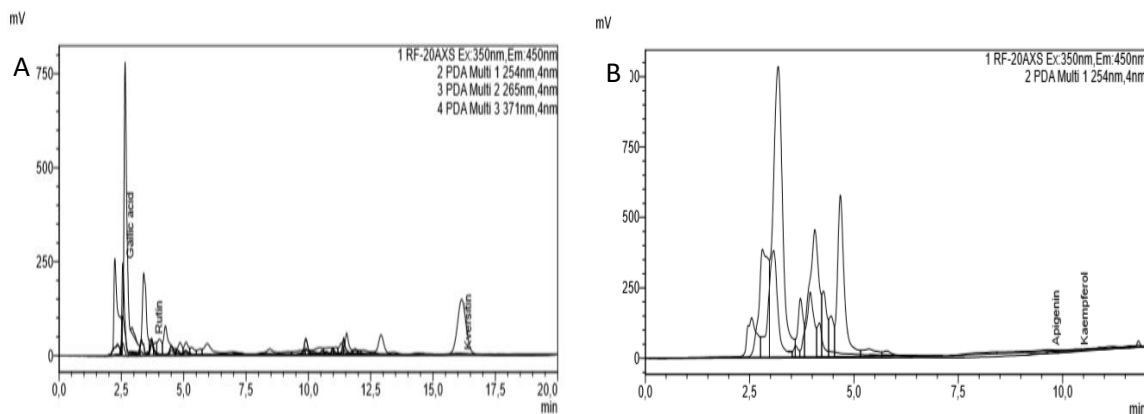 mV
A
1 RF-20AXS Ex:350nm,Em:450nm
2 PDA Multi 1 254nm,4nm
3 PDA Multi 2 265nm,4nm
4 PDA Multi 3 371nm,4nm
750
500
250
0
Gallic acid
Rutin
Kversitin
0,0 2,5 5,0 7,5 10,0 12,5 15,0 17,5 20,0
min
mV
B
1 RF-20AXS Ex:350nm,Em:450nm
2 PDA Multi 1 254nm,4nm
750
500
250
0
Apigenin
Kaempferol
0,0 2,5 5,0 7,5 10,0
min